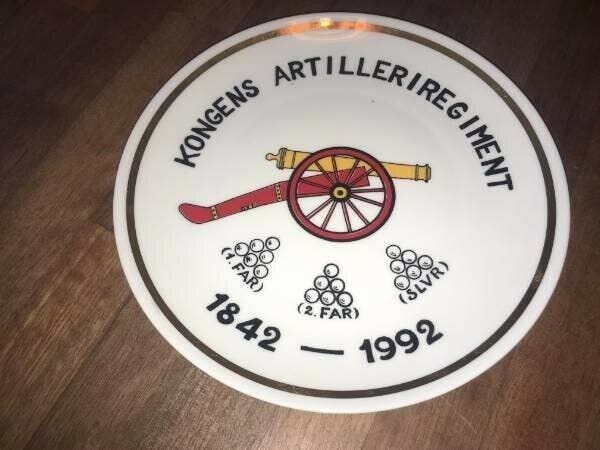 KONGENS ARTILLERIREGIMENT
(1. FAR)
(2. FAR)
(SLVR)
1842 — 1992